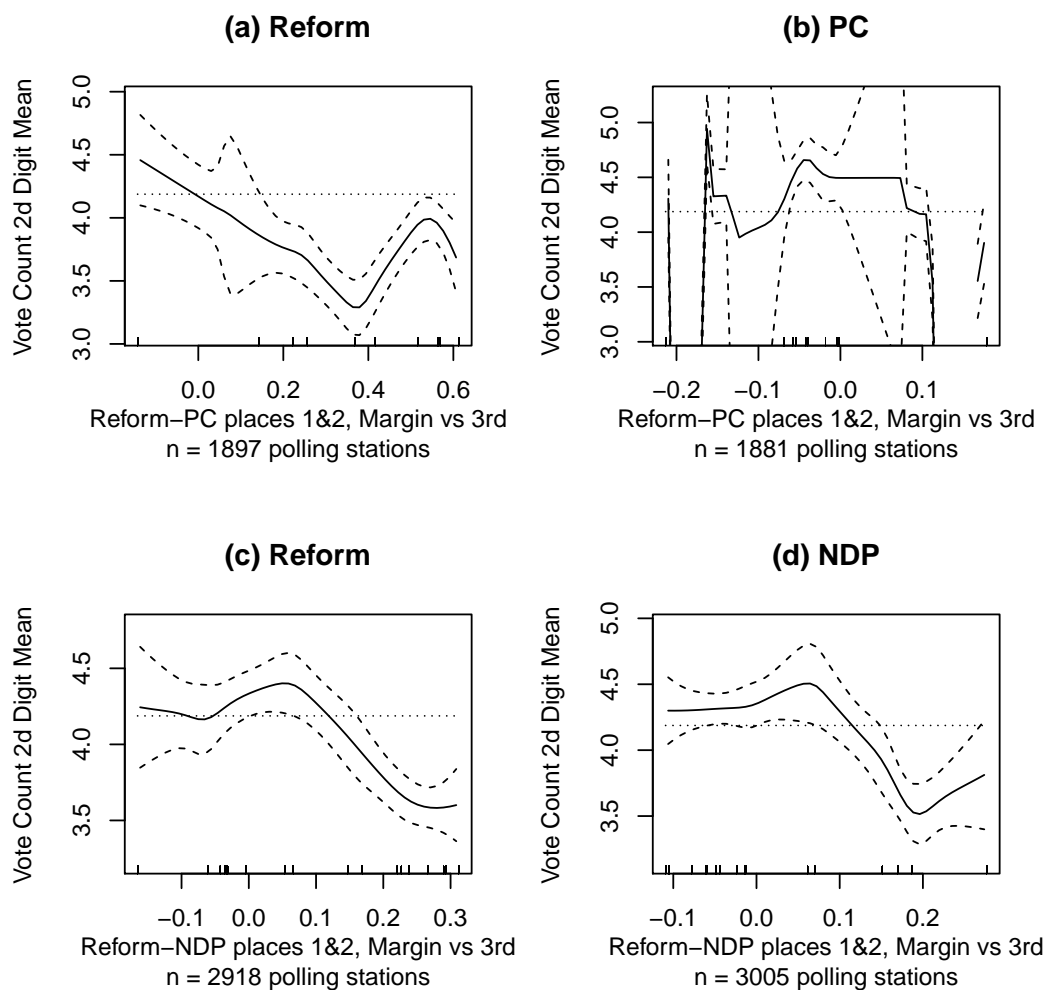 (a) Reform
Vote Count 2d Digit Mean
5.0
4.5
4.0
3.5
3.0
0.0 0.2 0.4 0.6
Reform−PC places 1&2, Margin vs 3rd
n = 1897 polling stations
(b) PC
Vote Count 2d Digit Mean
5.0
4.5
4.0
3.5
3.0
−0.2 −0.1 0.0 0.1
Reform−PC places 1&2, Margin vs 3rd
n = 1881 polling stations
(c) Reform
Vote Count 2d Digit Mean
4.5
4.0
3.5
−0.1 0.0 0.1 0.2 0.3
Reform−NDP places 1&2, Margin vs 3rd
n = 2918 polling stations
(d) NDP
Vote Count 2d Digit Mean
5.0
4.5
4.0
3.5
−0.1 0.0 0.1 0.2
Reform−NDP places 1&2, Margin vs 3rd
n = 3005 polling stations